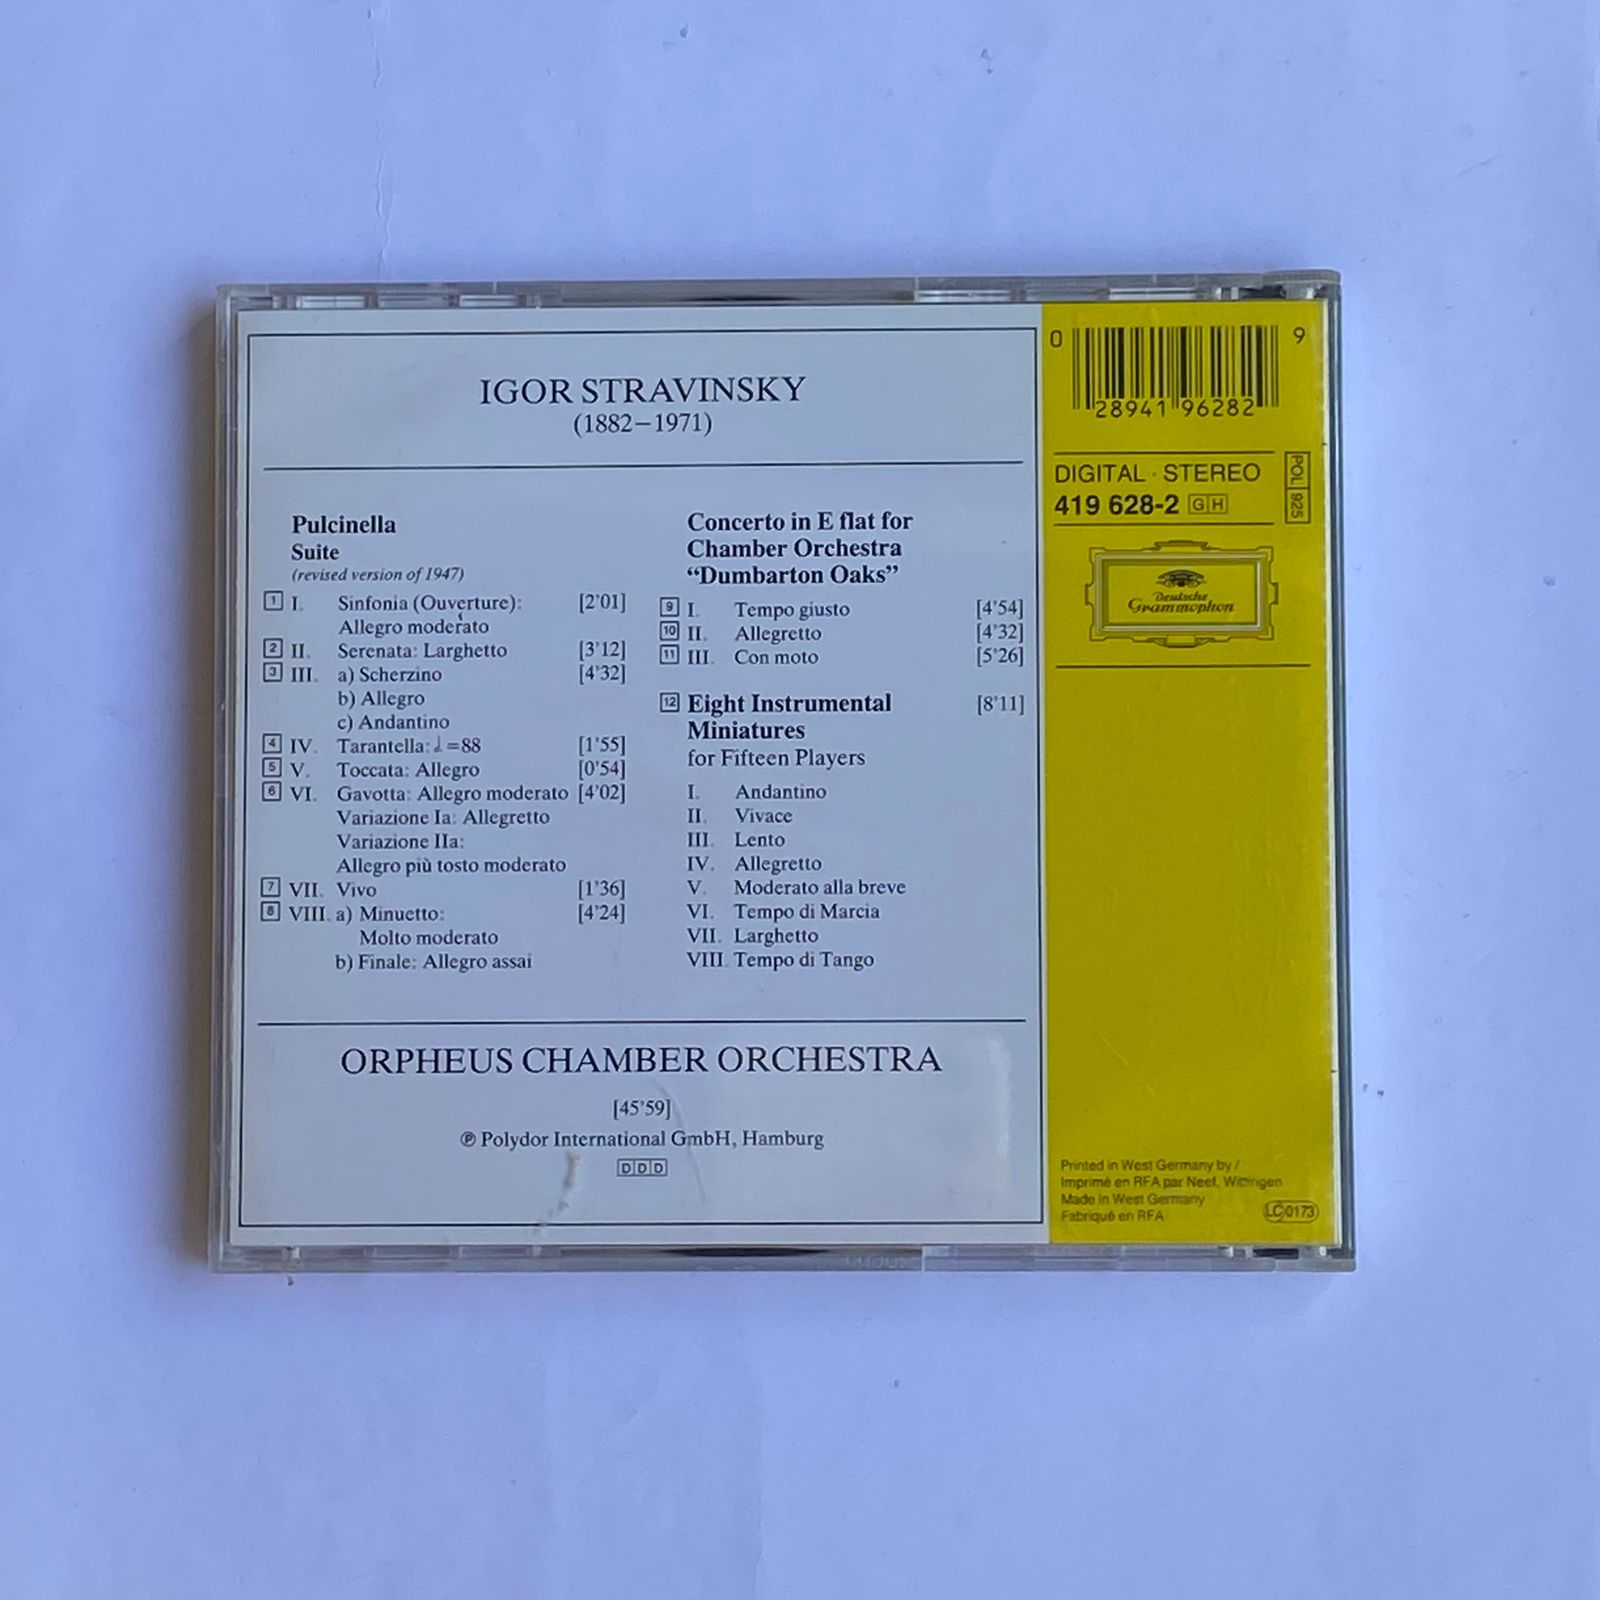 IGOR STRAVINSKY
(1882–1971)
Pulcinella
Suite
(revised version of 1947)
1 I. Sinfonia (Ouverture): [2'01]
Allegro moderato
2 II. Serenata: Larghetto [3'12]
3 III. a) Scherzino [4'32]
b) Allegro
c) Andantino
4 IV. Tarantella: ♩=88 [1'55]
5 V. Toccata: Allegro [0'54]
6 VI. Gavotta: Allegro moderato [4'02]
Variazione Ia: Allegretto
Variazione IIa:
Allegro più tosto moderato
7 VII. Vivo [1'36]
8 VIII. a) Minuetto: [4'24]
Molto moderato
b) Finale: Allegro assai
Concerto in E flat for
Chamber Orchestra
“Dumbarton Oaks”
9 I. Tempo giusto [4'54]
10 II. Allegretto [4'32]
11 III. Con moto [5'26]
12 Eight Instrumental [8'11]
Miniatures
for Fifteen Players
I. Andantino
II. Vivace
III. Lento
IV. Allegretto
V. Moderato alla breve
VI. Tempo di Marcia
VII. Larghetto
VIII. Tempo di Tango
ORPHEUS CHAMBER ORCHESTRA
[45'59]
℗ Polydor International GmbH, Hamburg
DDD
0 28941 96282 9
DIGITAL · STEREO
419 628-2 GH
POL 925
Deutsche
Grammophon
Printed in West Germany by /
Imprimé en RFA par Neef, Wittingen
Made in West Germany
Fabriqué en RFA
LC 0173